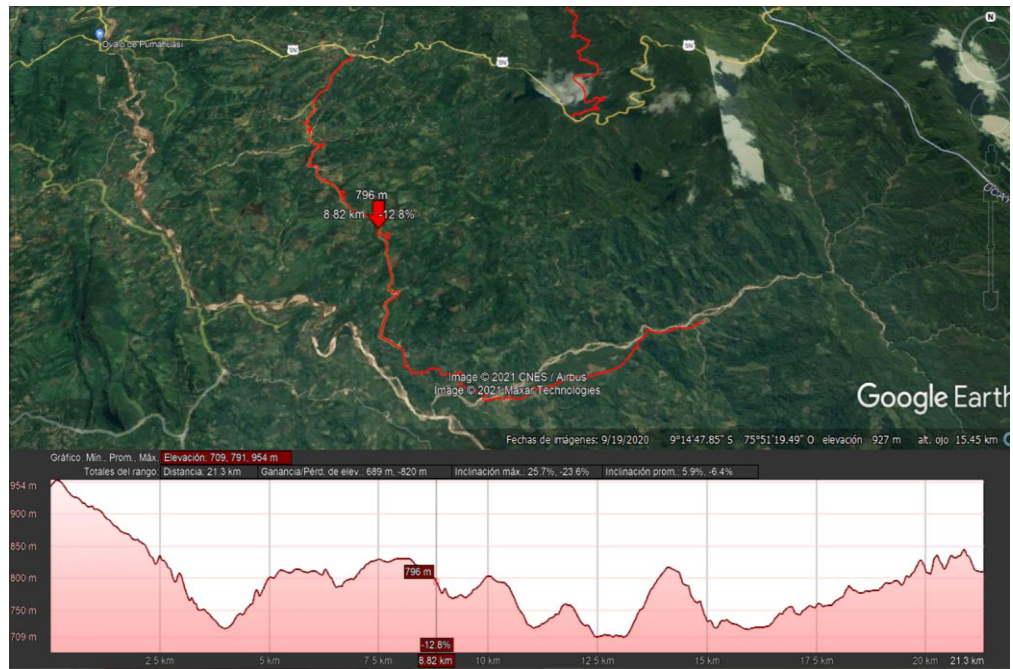 N
Ovalo de Pumahuasi
SN
SN
SN
796 m
8.82 km -12.8%
UCAY
Image © 2021 CNES / Airbus
Image © 2021 Maxar Technologies
Google Earth
Fechas de imágenes: 9/19/2020 9°14'47.85" S 75°51'19.49" O elevación 927 m alt. ojo 15.45 km
Gráfico: Mín., Prom., Máx. Elevación: 709, 791, 954 m
Totales del rango: Distancia: 21.3 km Ganancia/Pérd. de elev.: 689 m, -820 m Inclinación máx.: 25.7%, -23.6% Inclinación prom.: 5.9%, -6.4%
954 m
900 m
850 m
800 m
750 m
709 m
796 m
-12.8%
2.5 km 5 km 7.5 km 8.82 km 10 km 12.5 km 15 km 17.5 km 20 km 21.3 km